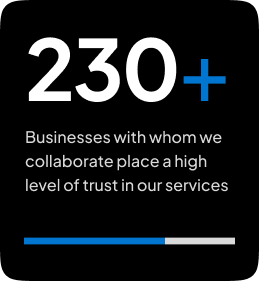 230+
Businesses with whom we
collaborate place a high
level of trust in our services